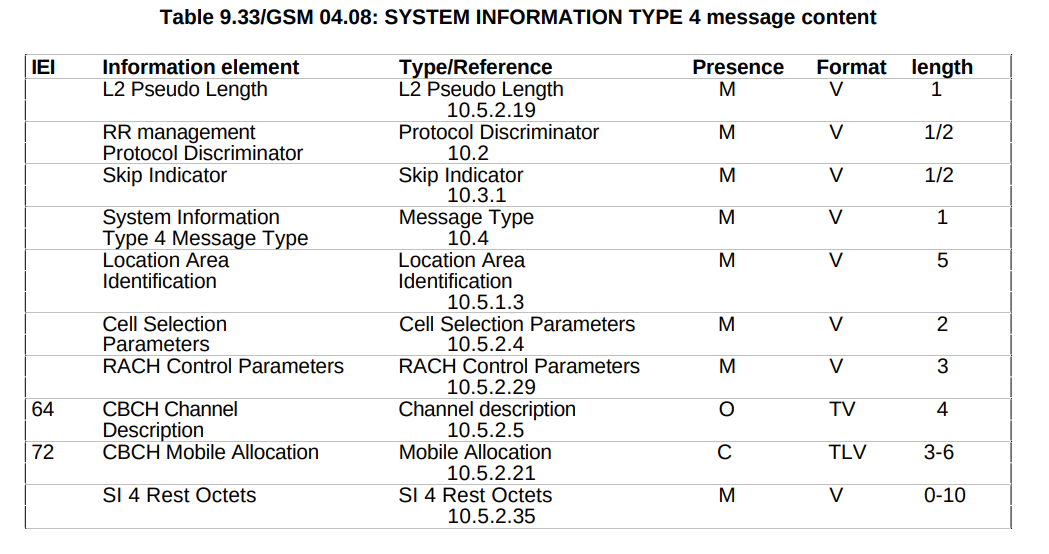 Table 9.33/GSM 04.08: SYSTEM INFORMATION TYPE 4 message content
IEI Information element Type/Reference Presence Format length
L2 Pseudo Length L2 Pseudo Length M V 1
10.5.2.19
RR management Protocol Discriminator M V 1/2
Protocol Discriminator 10.2
Skip Indicator Skip Indicator M V 1/2
10.3.1
System Information Message Type M V 1
Type 4 Message Type 10.4
Location Area Location Area M V 5
Identification Identification
10.5.1.3
Cell Selection Cell Selection Parameters M V 2
Parameters 10.5.2.4
RACH Control Parameters RACH Control Parameters M V 3
10.5.2.29
64 CBCH Channel Channel description O TV 4
Description 10.5.2.5
72 CBCH Mobile Allocation Mobile Allocation C TLV 3-6
10.5.2.21
SI 4 Rest Octets SI 4 Rest Octets M V 0-10
10.5.2.35